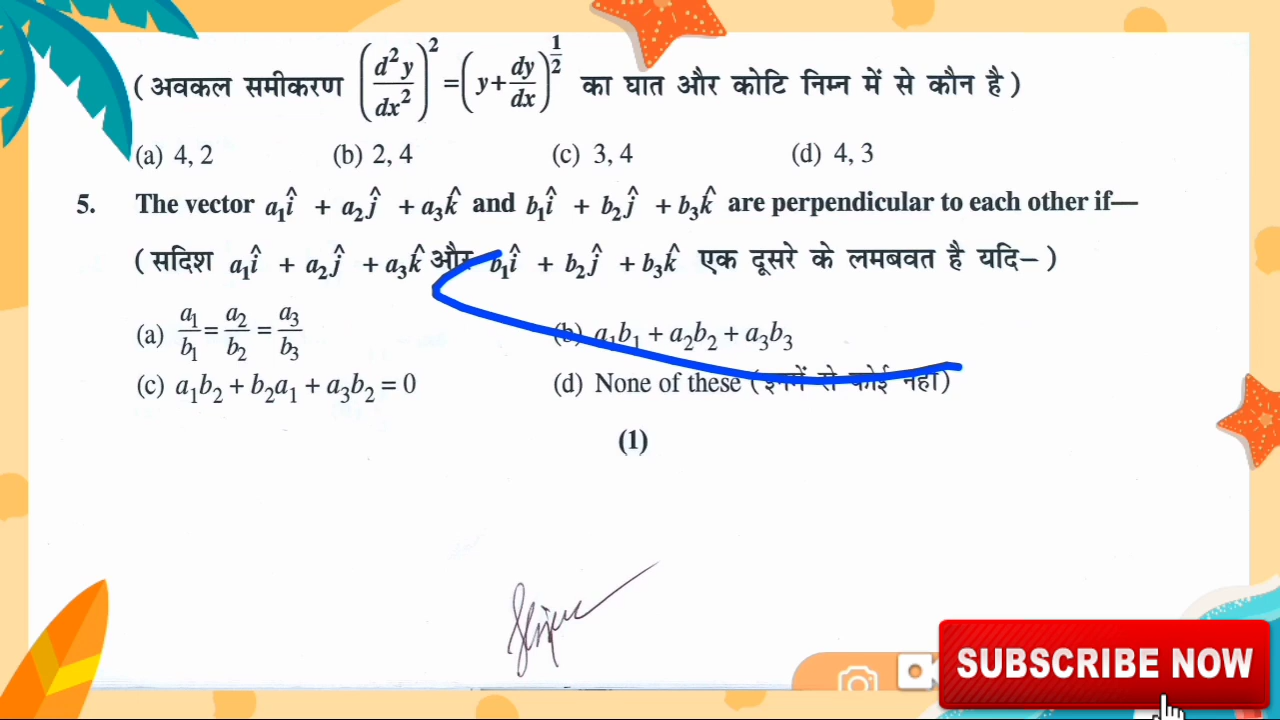 ( अवकल समीकरण (d²y/dx²)² = (y + dy/dx)^1/2 का घात और कोटि निम्न में से कौन है )
(a) 4, 2 (b) 2, 4 (c) 3, 4 (d) 4, 3
5. The vector a₁î + a₂ĵ + a₃k̂ and b₁î + b₂ĵ + b₃k̂ are perpendicular to each other if—
( सदिश a₁î + a₂ĵ + a₃k̂ और b₁î + b₂ĵ + b₃k̂ एक दूसरे के लमबवत है यदि– )
(a) a₁/b₁ = a₂/b₂ = a₃/b₃ (b) a₁b₁ + a₂b₂ + a₃b₃
(c) a₁b₂ + b₂a₁ + a₃b₂ = 0 (d) None of these (इनमें से कोई नहीं)
(1)
SUBSCRIBE NOW